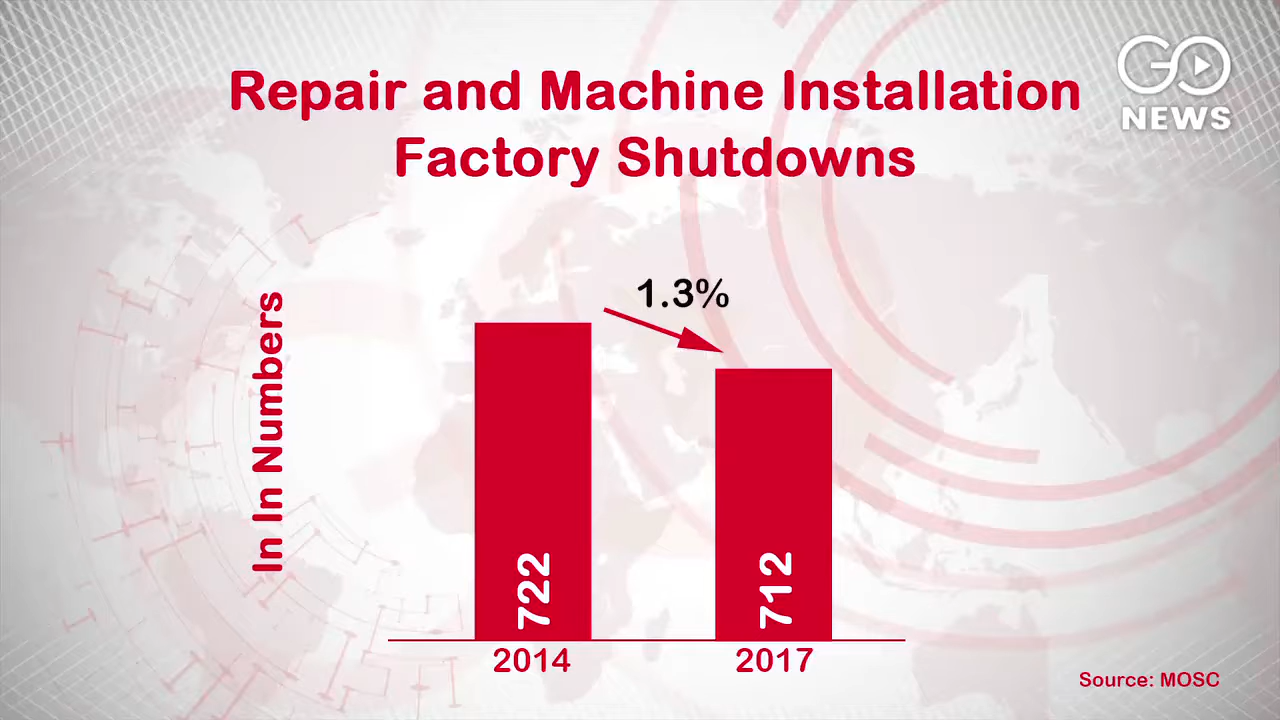 GO
NEWS
Repair and Machine Installation
Factory Shutdowns
In In Numbers
1.3%
722
712
2014
2017
Source: MOSC